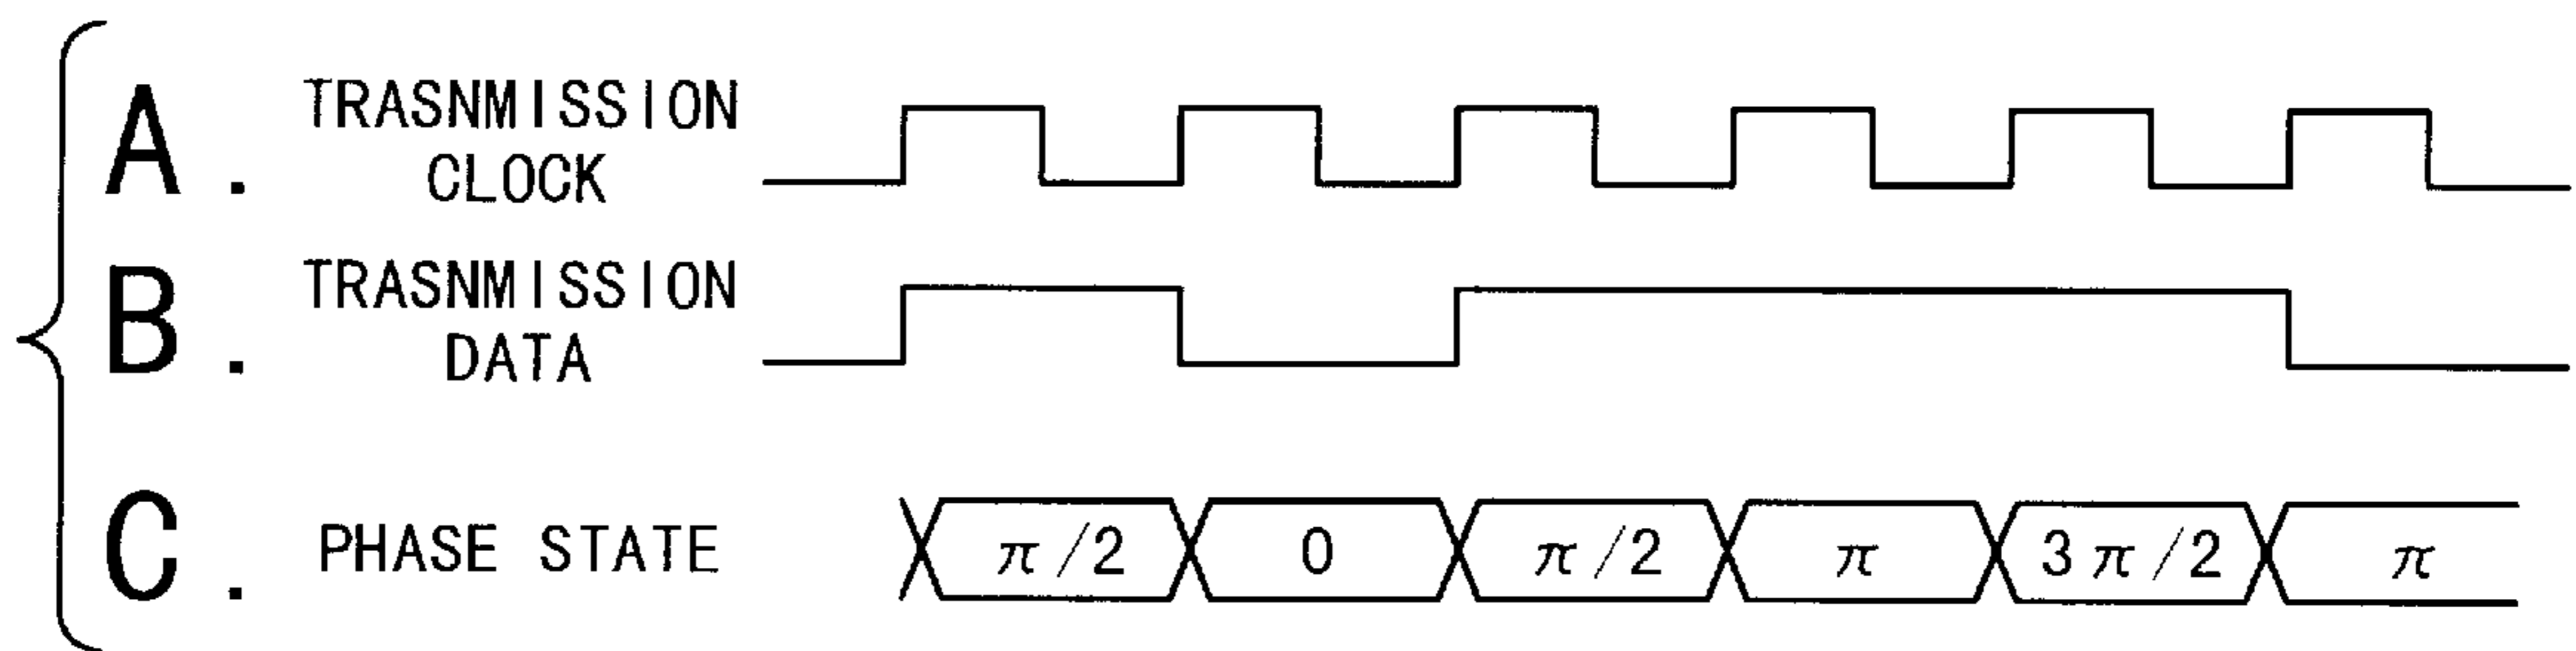 A. TRASNMISSION
CLOCK
B. TRASNMISSION
DATA
C. PHASE STATE π/2 0 π/2 π 3π/2 π